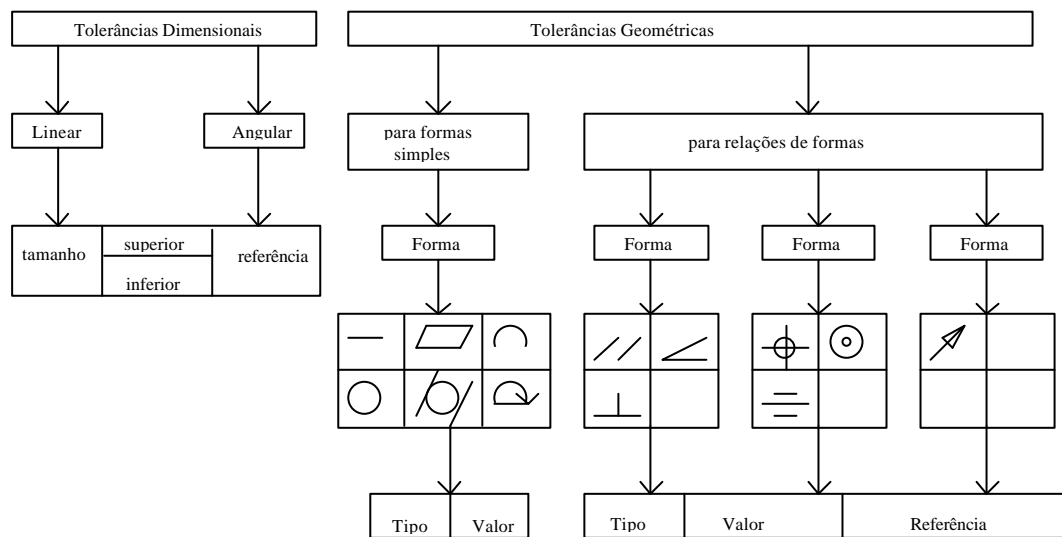 Tolerâncias Dimensionais
Tolerâncias Geométricas
Linear
Angular
para formas
simples
para relações de formas
tamanho
superior
inferior
referência
Forma
Forma
Forma
Forma
Tipo
Valor
Tipo
Valor
Referência